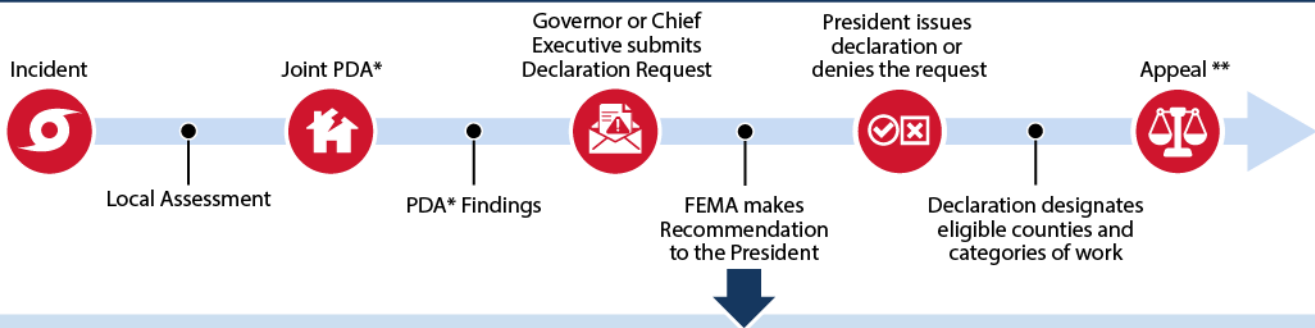 Incident
Local Assessment
Joint PDA*
PDA* Findings
Governor or Chief
Executive submits
Declaration Request
FEMA makes
Recommendation
to the President
President issues
declaration or
denies the request
Declaration designates
eligible counties and
categories of work
Appeal **